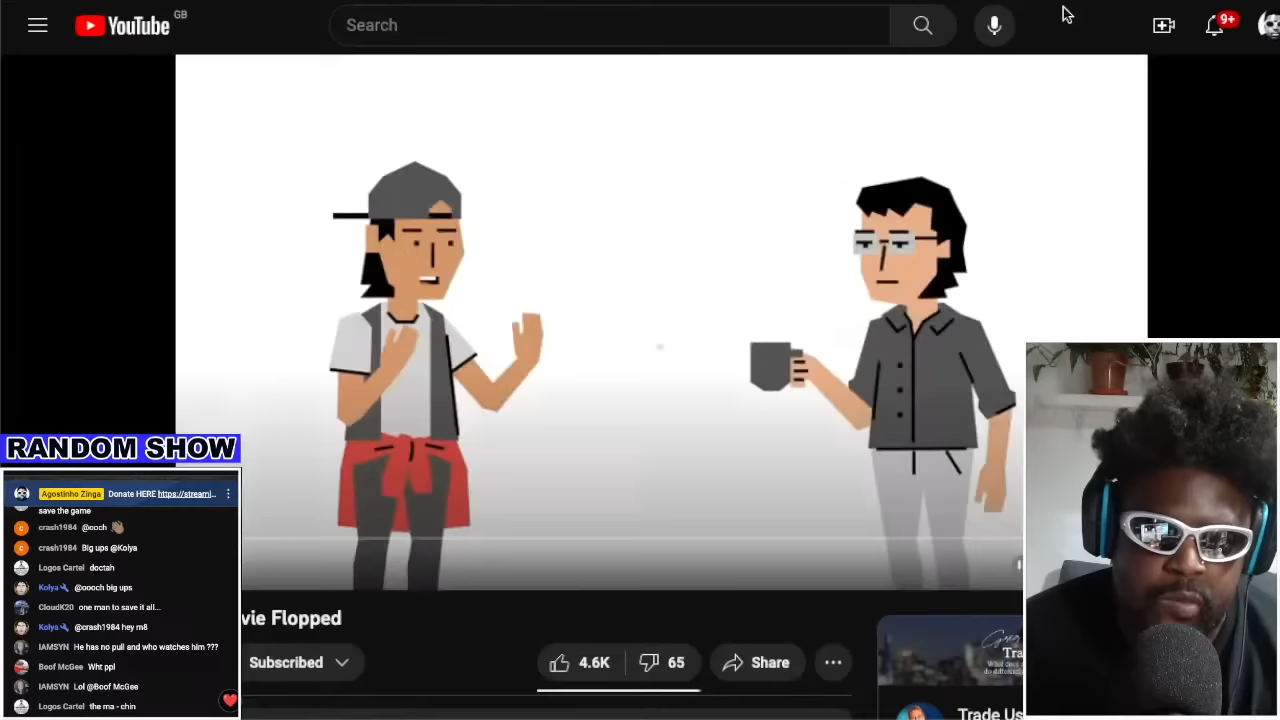 YouTube GB
Search
9+
RANDOM SHOW
Agostinho Zinga Donate HERE https://streaml...
save the game
crash1984 @ooch
crash1984 Big ups @Kolya
Logos Cartel doctah
Kolya @oooch big ups
CloudK20 one man to save it all...
Kolya @crash1984 hey m8
IAMSYN He has no pull and who watches him ???
Boof McGee Wht ppl
IAMSYN Lol @Boof McGee
Logos Cartel the ma - chin
vie Flopped
Subscribed
4.6K
65
Share
Tra
Trade Us